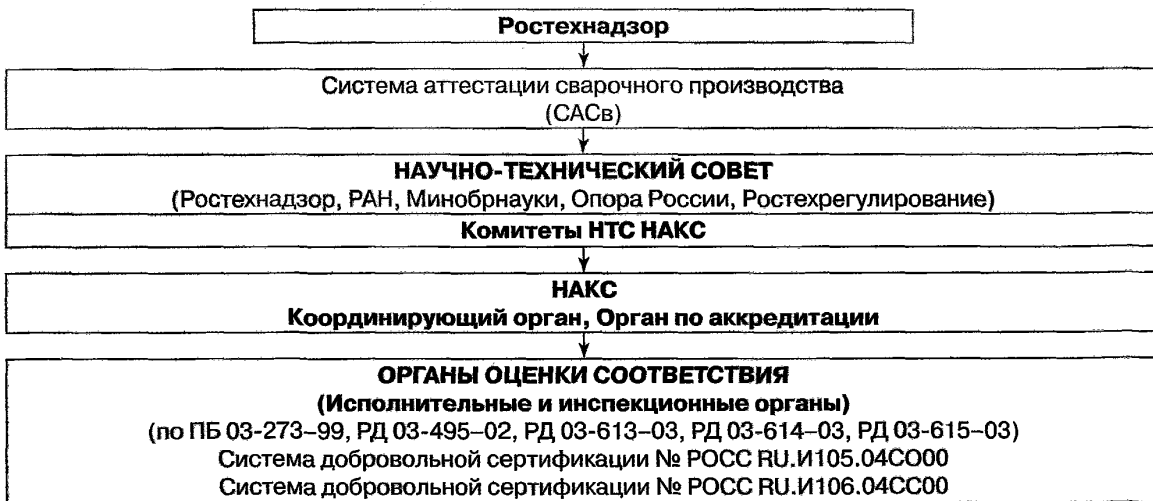 Ростехнадзор
Система аттестации сварочного производства
(САСв)
НАУЧНО-ТЕХНИЧЕСКИЙ СОВЕТ
(Ростехнадзор, РАН, Минобрнауки, Опора России, Ростехрегулирование)
Комитеты НТС НАКС
НАКС
Координирующий орган, Орган по аккредитации
ОРГАНЫ ОЦЕНКИ СООТВЕТСТВИЯ
(Исполнительные и инспекционные органы)
(по ПБ 03-273–99, РД 03-495–02, РД 03-613–03, РД 03-614–03, РД 03-615–03)
Система добровольной сертификации № РОСС RU.И105.04СО00
Система добровольной сертификации № РОСС RU.И106.04СС00